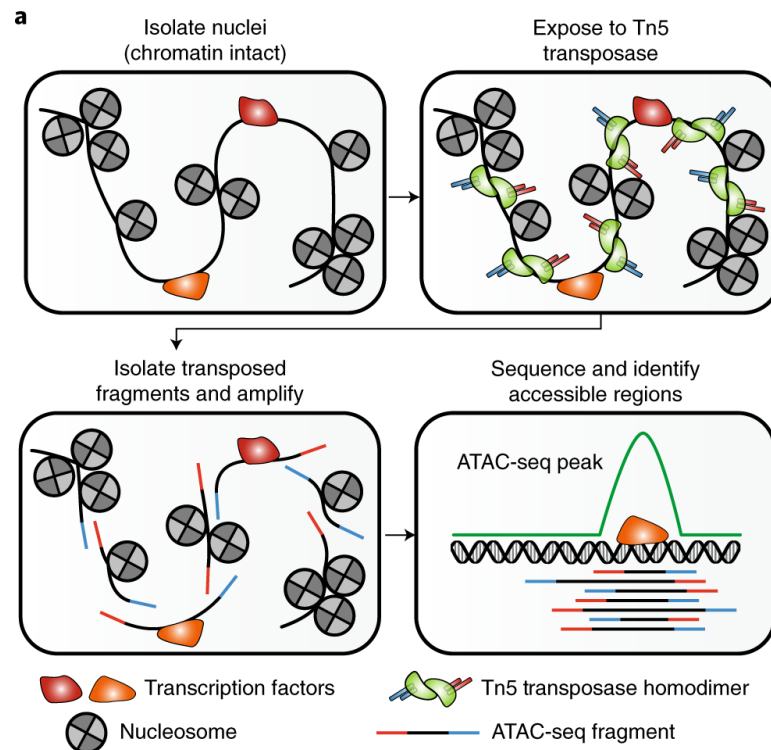 a
Isolate nuclei
(chromatin intact)
Expose to Tn5
transposase
Isolate transposed
fragments and amplify
Sequence and identify
accessible regions
ATAC-seq peak
Transcription factors
Tn5 transposase homodimer
Nucleosome
ATAC-seq fragment